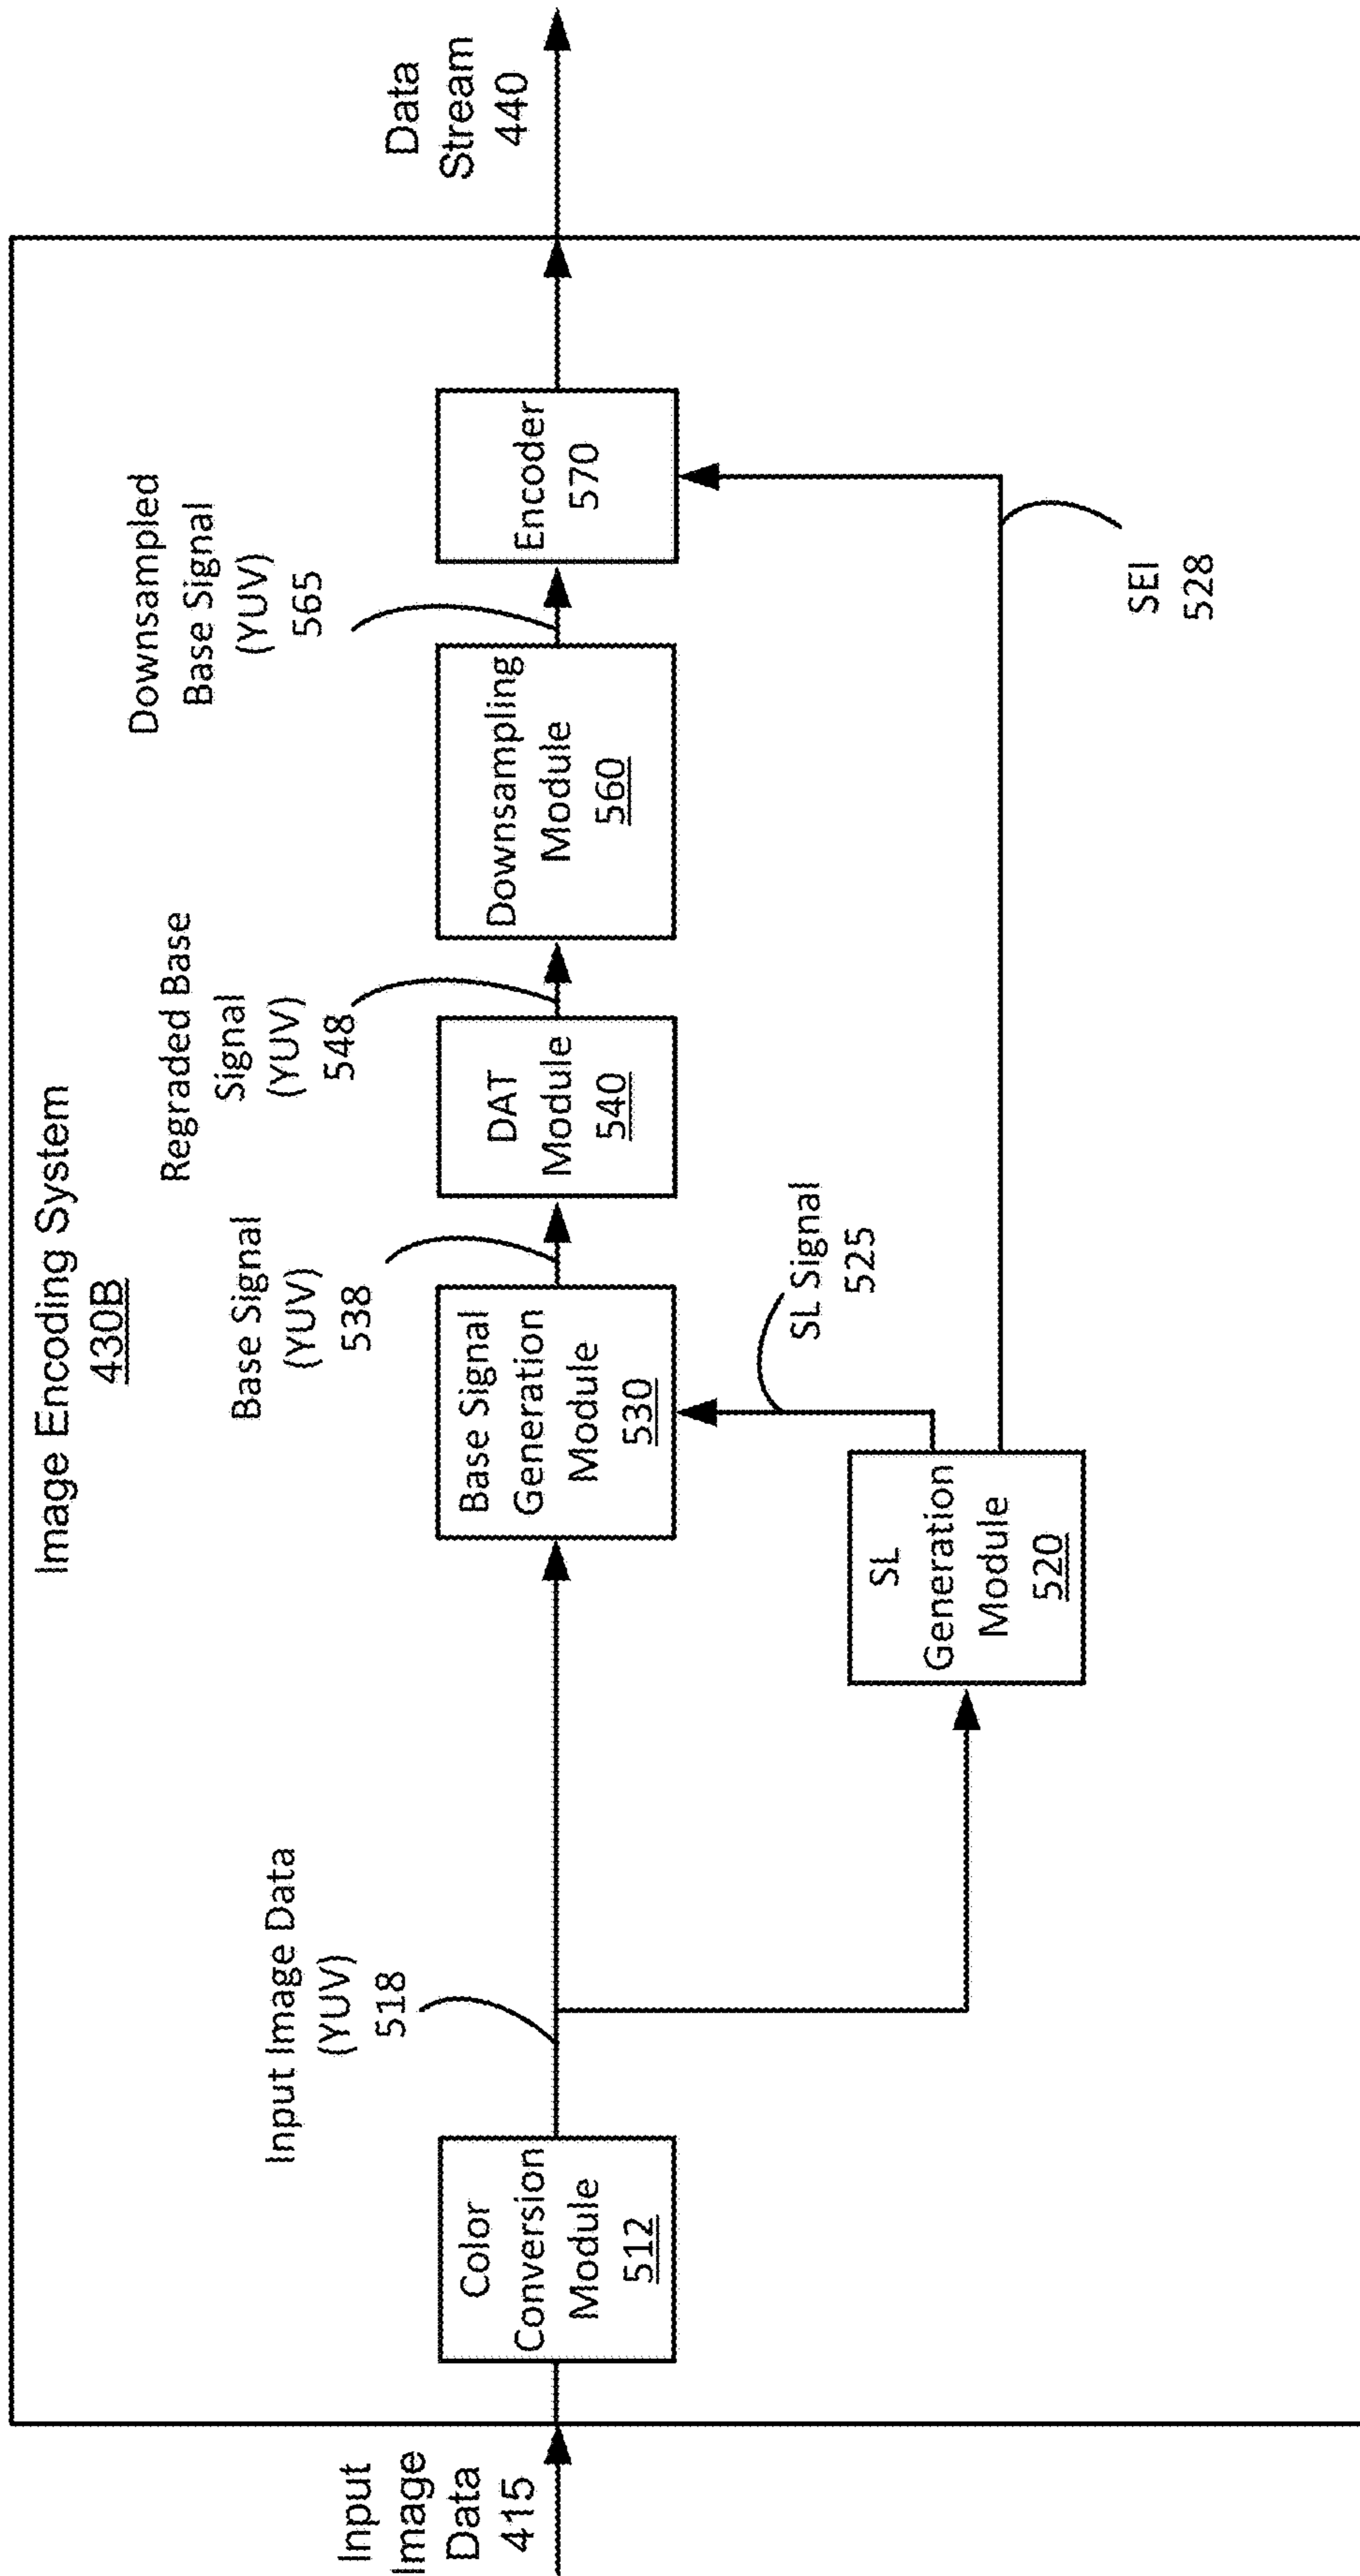 Image Encoding System
430B
Input
Image
Data
415
Color
Conversion
Module
512
Input Image Data
(YUV)
518
SL
Generation
Module
520
SL Signal
525
Base Signal
Generation
Module
530
Base Signal
(YUV)
538
DAT
Module
540
Regraded Base
Signal
(YUV)
548
Downsampling
Module
560
Downsampled
Base Signal
(YUV)
565
Encoder
570
SEI
528
Data
Stream
440